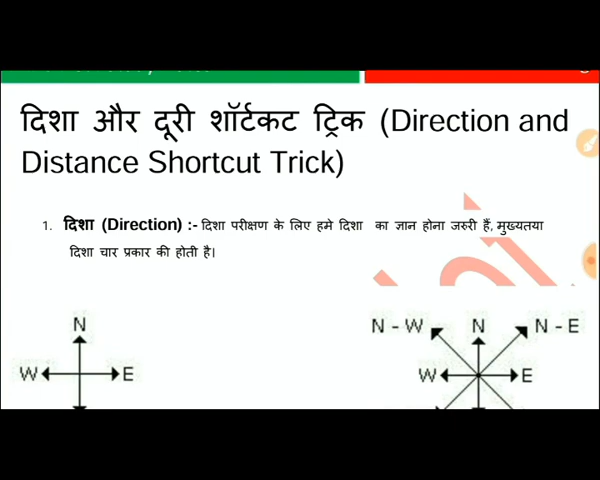 दिशा और दूरी शॉर्टकट ट्रिक (Direction and
Distance Shortcut Trick)
1. दिशा (Direction) :- दिशा परीक्षण के लिए हमे दिशा का ज्ञान होना जरुरी हैं, मुख्यतया
दिशा चार प्रकार की होती है।
N
W E
N - W N N - E
W E